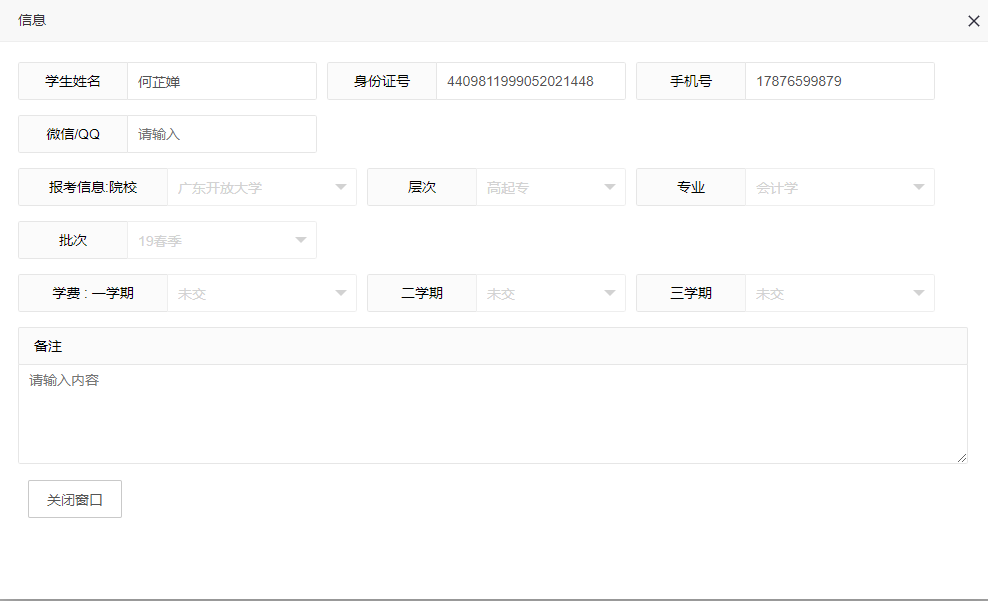 信息
学生姓名 何芷婵 身份证号 4409811999052021448 手机号 17876599879
微信/QQ 请输入
报考信息:院校 广东开放大学 层次 高起专 专业 会计学
批次 19春季
学费 : 一学期 未交 二学期 未交 三学期 未交
备注
请输入内容
关闭窗口